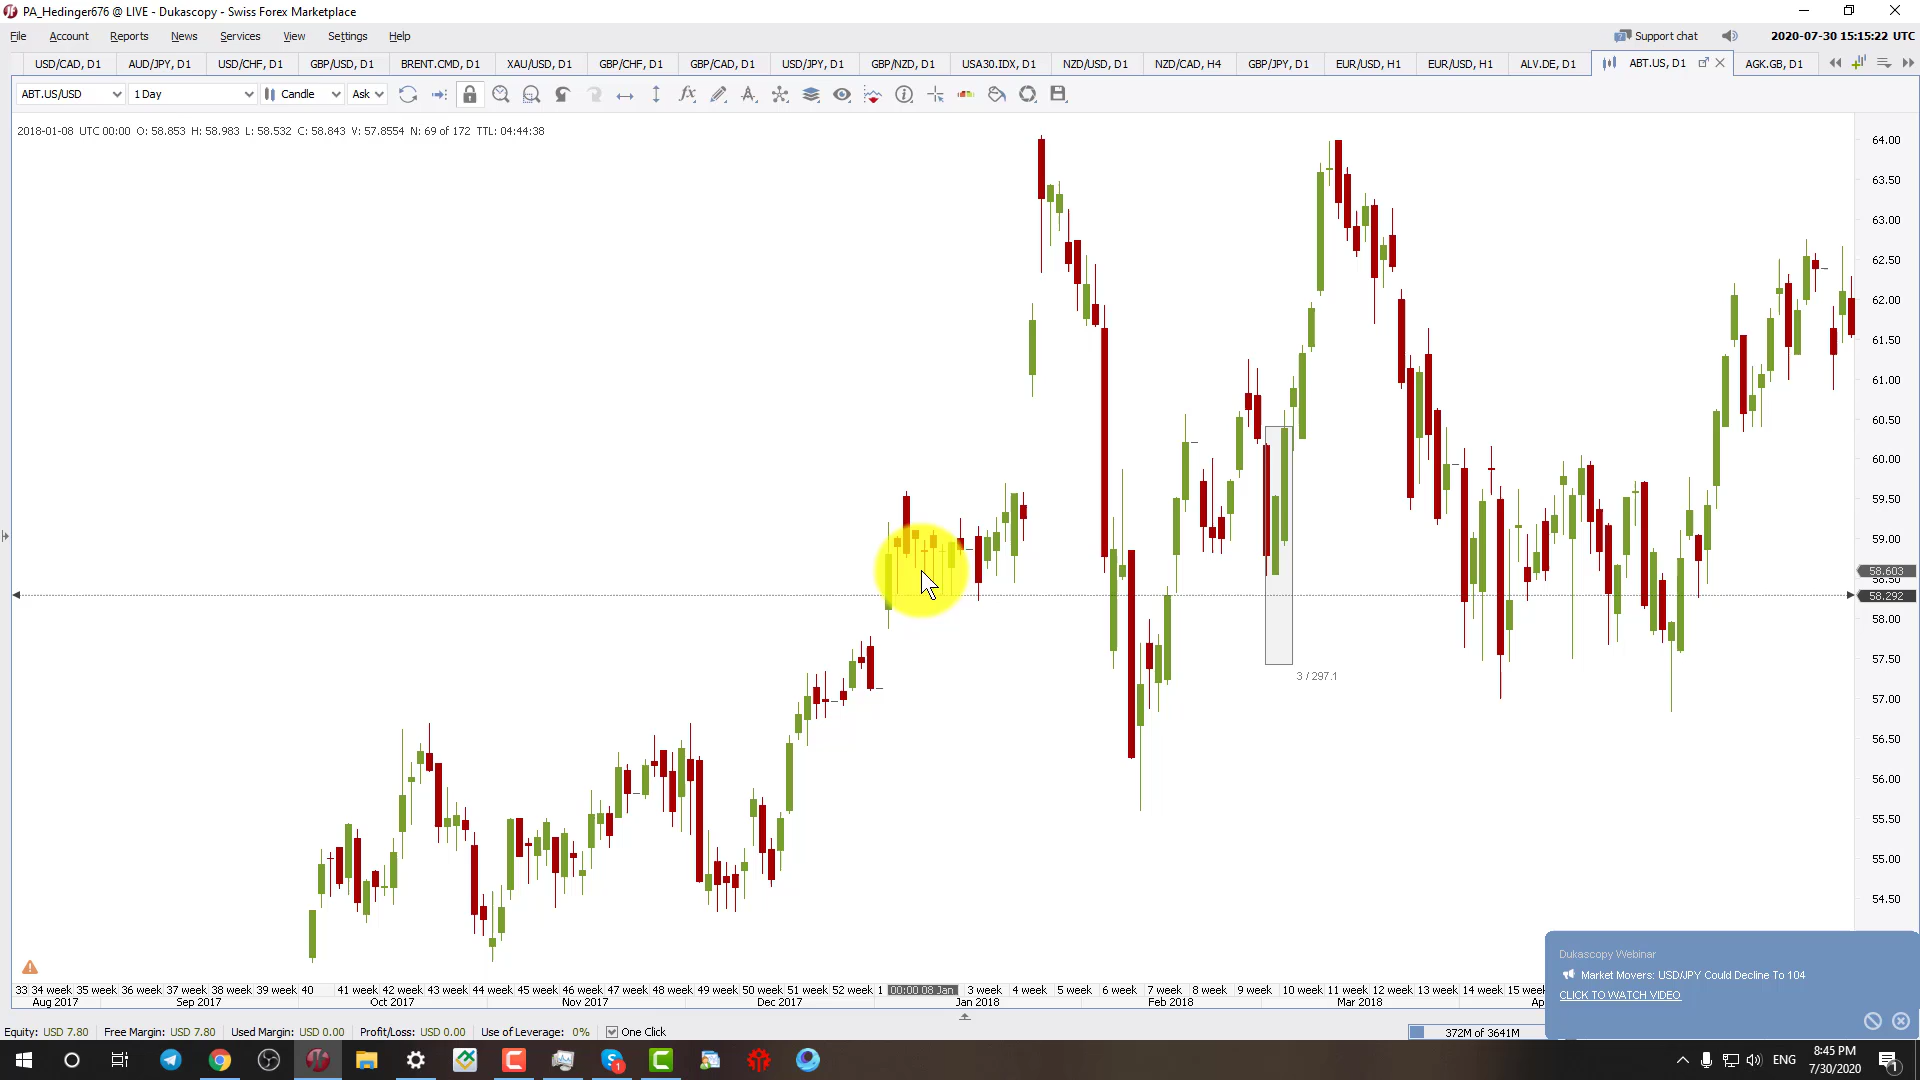 PA_Hedinger676 @ LIVE - Dukascopy - Swiss Forex Marketplace
File Account Reports News Services View Settings Help Support chat 2020-07-30 15:15:22 UTC
USD/CAD, D1 AUD/JPY, D1 USD/CHF, D1 GBP/USD, D1 BRENT.CMD, D1 XAU/USD, D1 GBP/CHF, D1 GBP/CAD, D1 USD/JPY, D1 GBP/NZD, D1 USA30.IDX, D1 NZD/USD, D1 NZD/CAD, H4 GBP/JPY, D1 EUR/USD, H1 EUR/USD, H1 ALV.DE, D1 ABT.US, D1 AGK.GB, D1
ABT.US/USD 1 Day Candle Ask
2018-01-08 UTC 00:00 O: 58.853 H: 58.983 L: 58.532 C: 58.843 V: 57.8554 N: 69 of 172 TTL: 04:44:38
64.00
63.50
63.00
62.50
62.00
61.50
61.00
60.50
60.00
59.50
59.00
58.603
58.50
58.292
58.00
57.50
3 / 297.1
57.00
56.50
56.00
55.50
55.00
54.50
Dukascopy Webinar
Market Movers: USD/JPY Could Decline To 104
CLICK TO WATCH VIDEO
33 34 week 35 week 36 week 37 week 38 week 39 week 40 41 week 42 week 43 week 44 week 45 week 46 week 47 week 48 week 49 week 50 week 51 week 52 week 1 00:00 08 Jan 3 week 4 week 5 week 6 week 7 week 8 week 9 week 10 week 11 week 12 week 13 week 14 week 15 week
Aug 2017 Sep 2017 Oct 2017 Nov 2017 Dec 2017 Jan 2018 Feb 2018 Mar 2018
Equity: USD 7.80 Free Margin: USD 7.80 Used Margin: USD 0.00 Profit/Loss: USD 0.00 Use of Leverage: 0% One Click 372M of 3641M
ENG 8:45 PM
7/30/2020
1
1